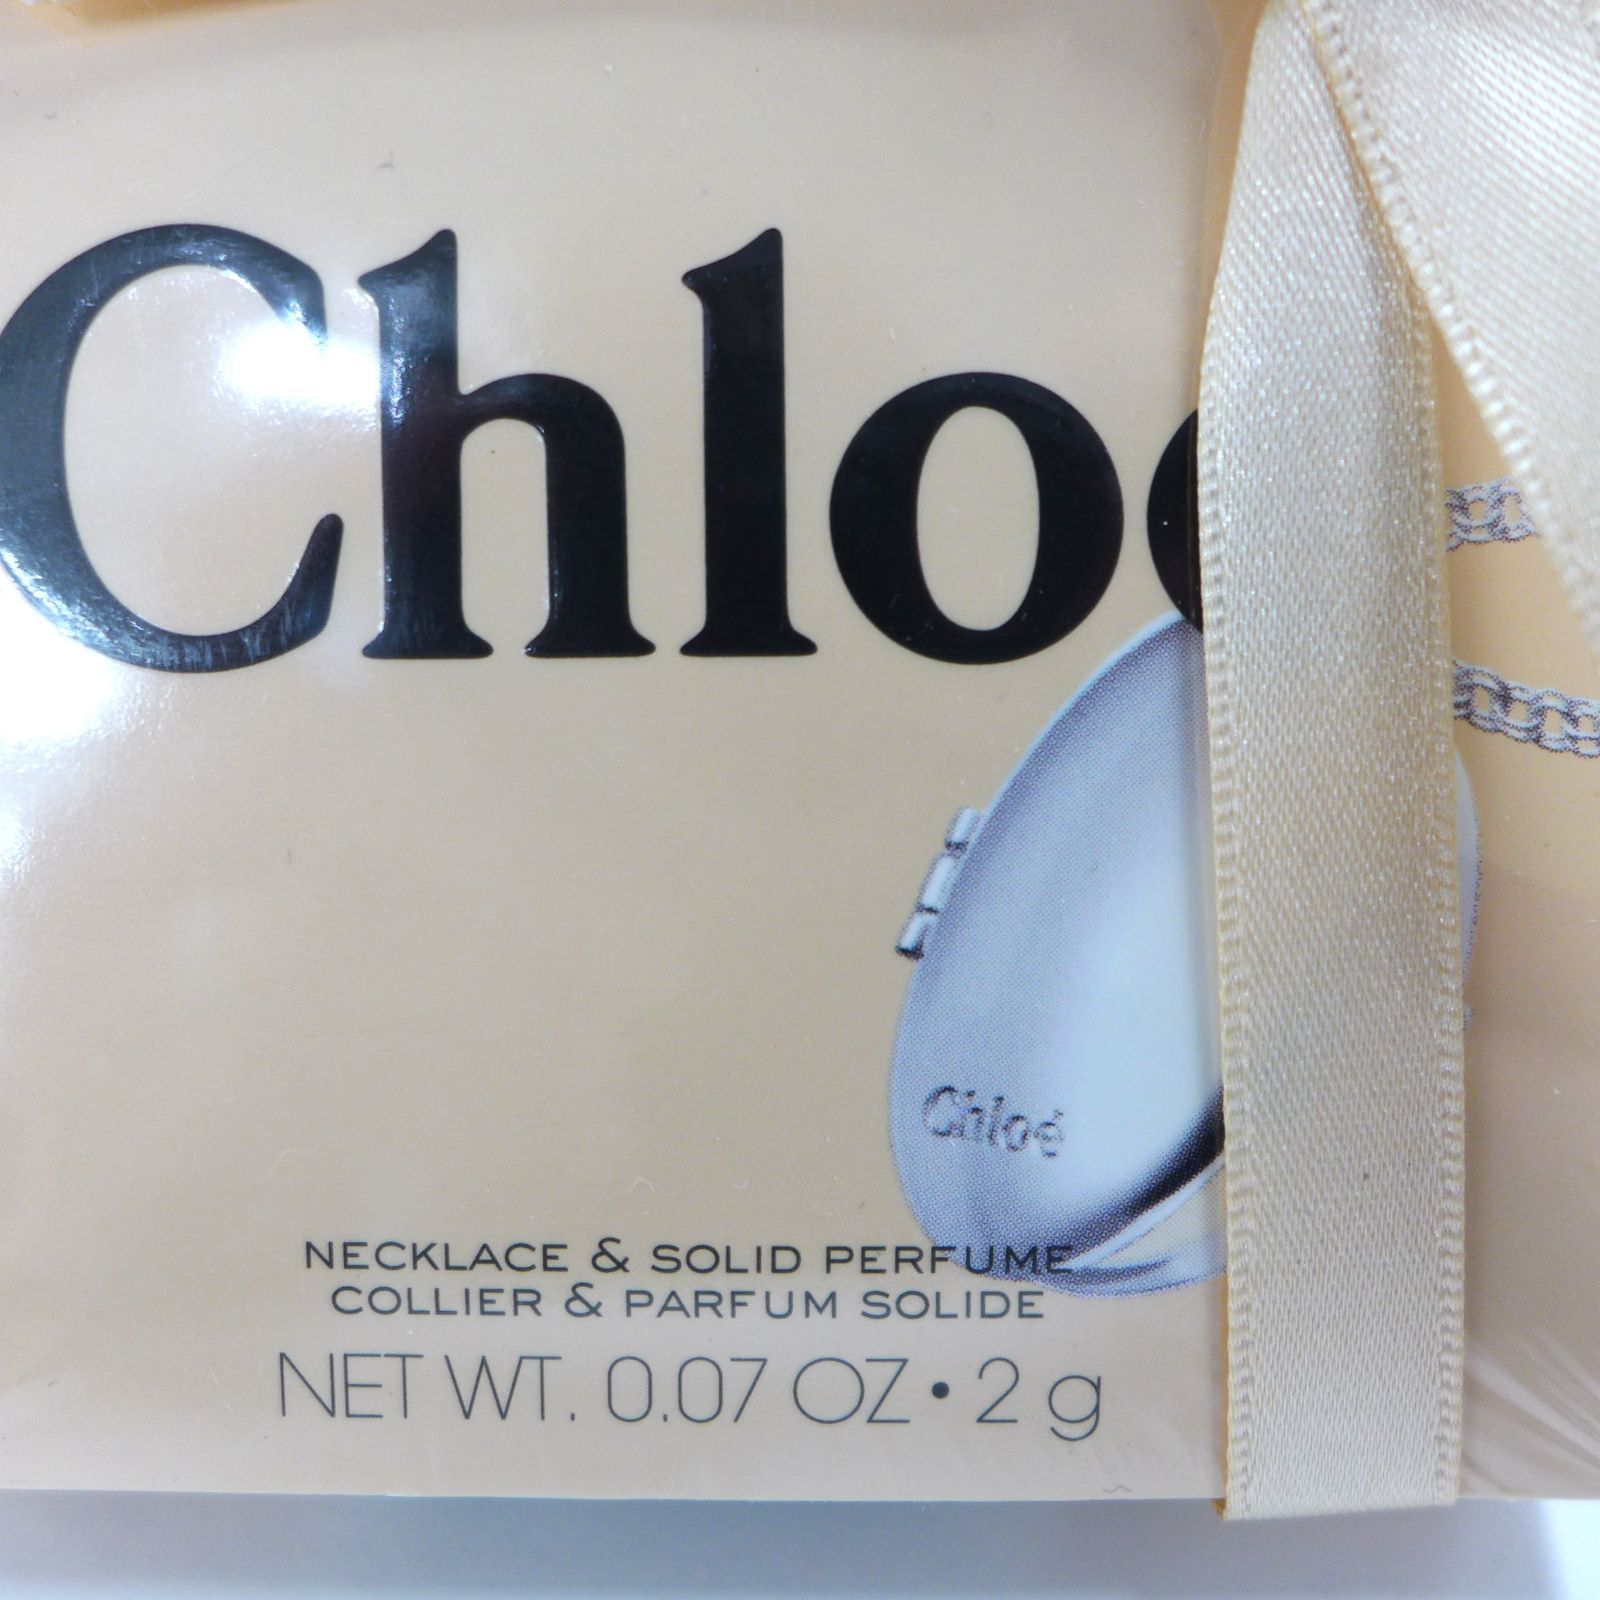 Chloé
Chloé
NECKLACE & SOLID PERFUME
COLLIER & PARFUM SOLIDE
NET WT. 0.07 OZ • 2 g